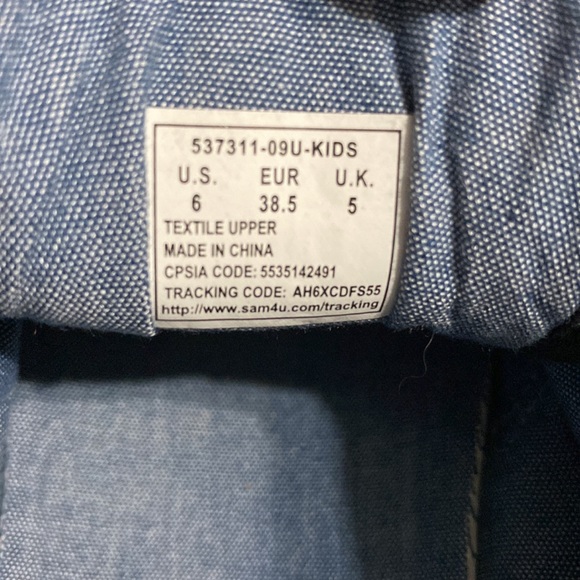 537311-09U-KIDS
U.S. EUR U.K.
6 38.5 5
TEXTILE UPPER
MADE IN CHINA
CPSIA CODE: 5535142491
TRACKING CODE: AH6XCDFS55
http://www.sam4u.com/tracking